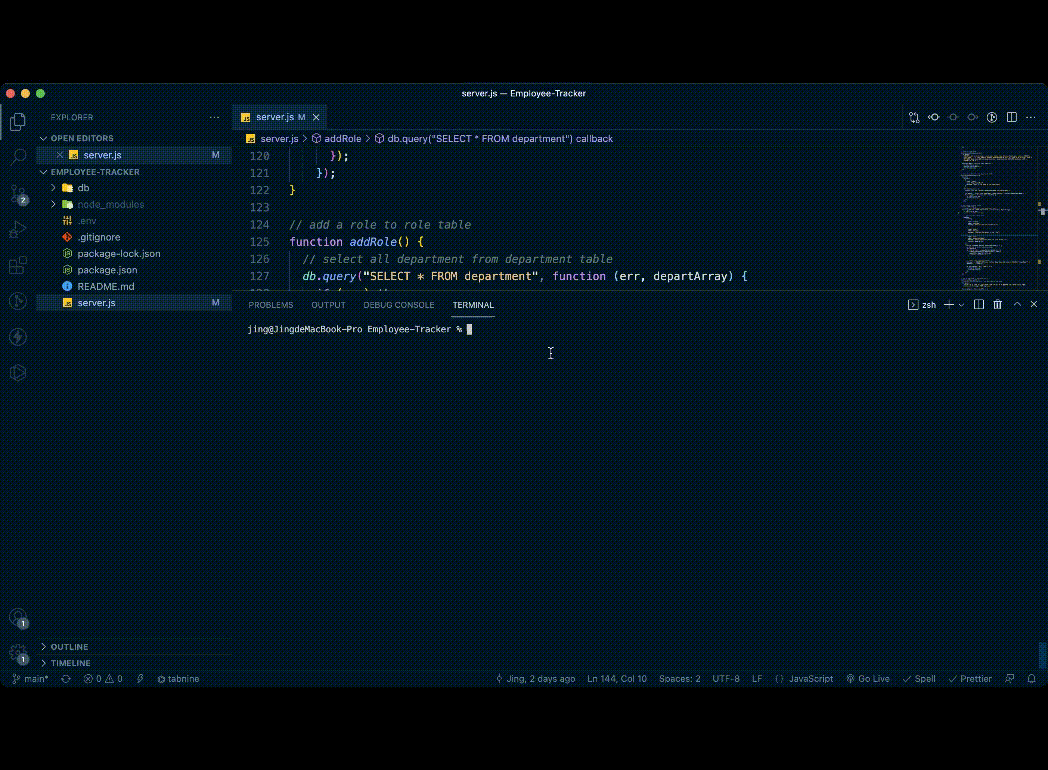 server.js — Employee-Tracker
EXPLORER
OPEN EDITORS
server.js M
EMPLOYEE-TRACKER
db
node_modules
.env
.gitignore
package-lock.json
package.json
README.md
server.js M
OUTLINE
TIMELINE
2
1
1
server.js M
server.js > addRole > db.query("SELECT * FROM department") callback
120 });
121 });
122 }
123
124 // add a role to role table
125 function addRole() {
126 // select all department from department table
127 db.query("SELECT * FROM department", function (err, departArray) {
PROBLEMS OUTPUT DEBUG CONSOLE TERMINAL
zsh
jing@JingdeMacBook-Pro Employee-Tracker %
main* 0 0 tabnine Jing, 2 days ago Ln 144, Col 10 Spaces: 2 UTF-8 LF {} JavaScript Go Live Spell Prettier